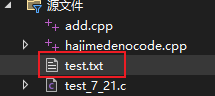 源文件
add.cpp
hajimedenocode.cpp
test.txt
test_7_21.c